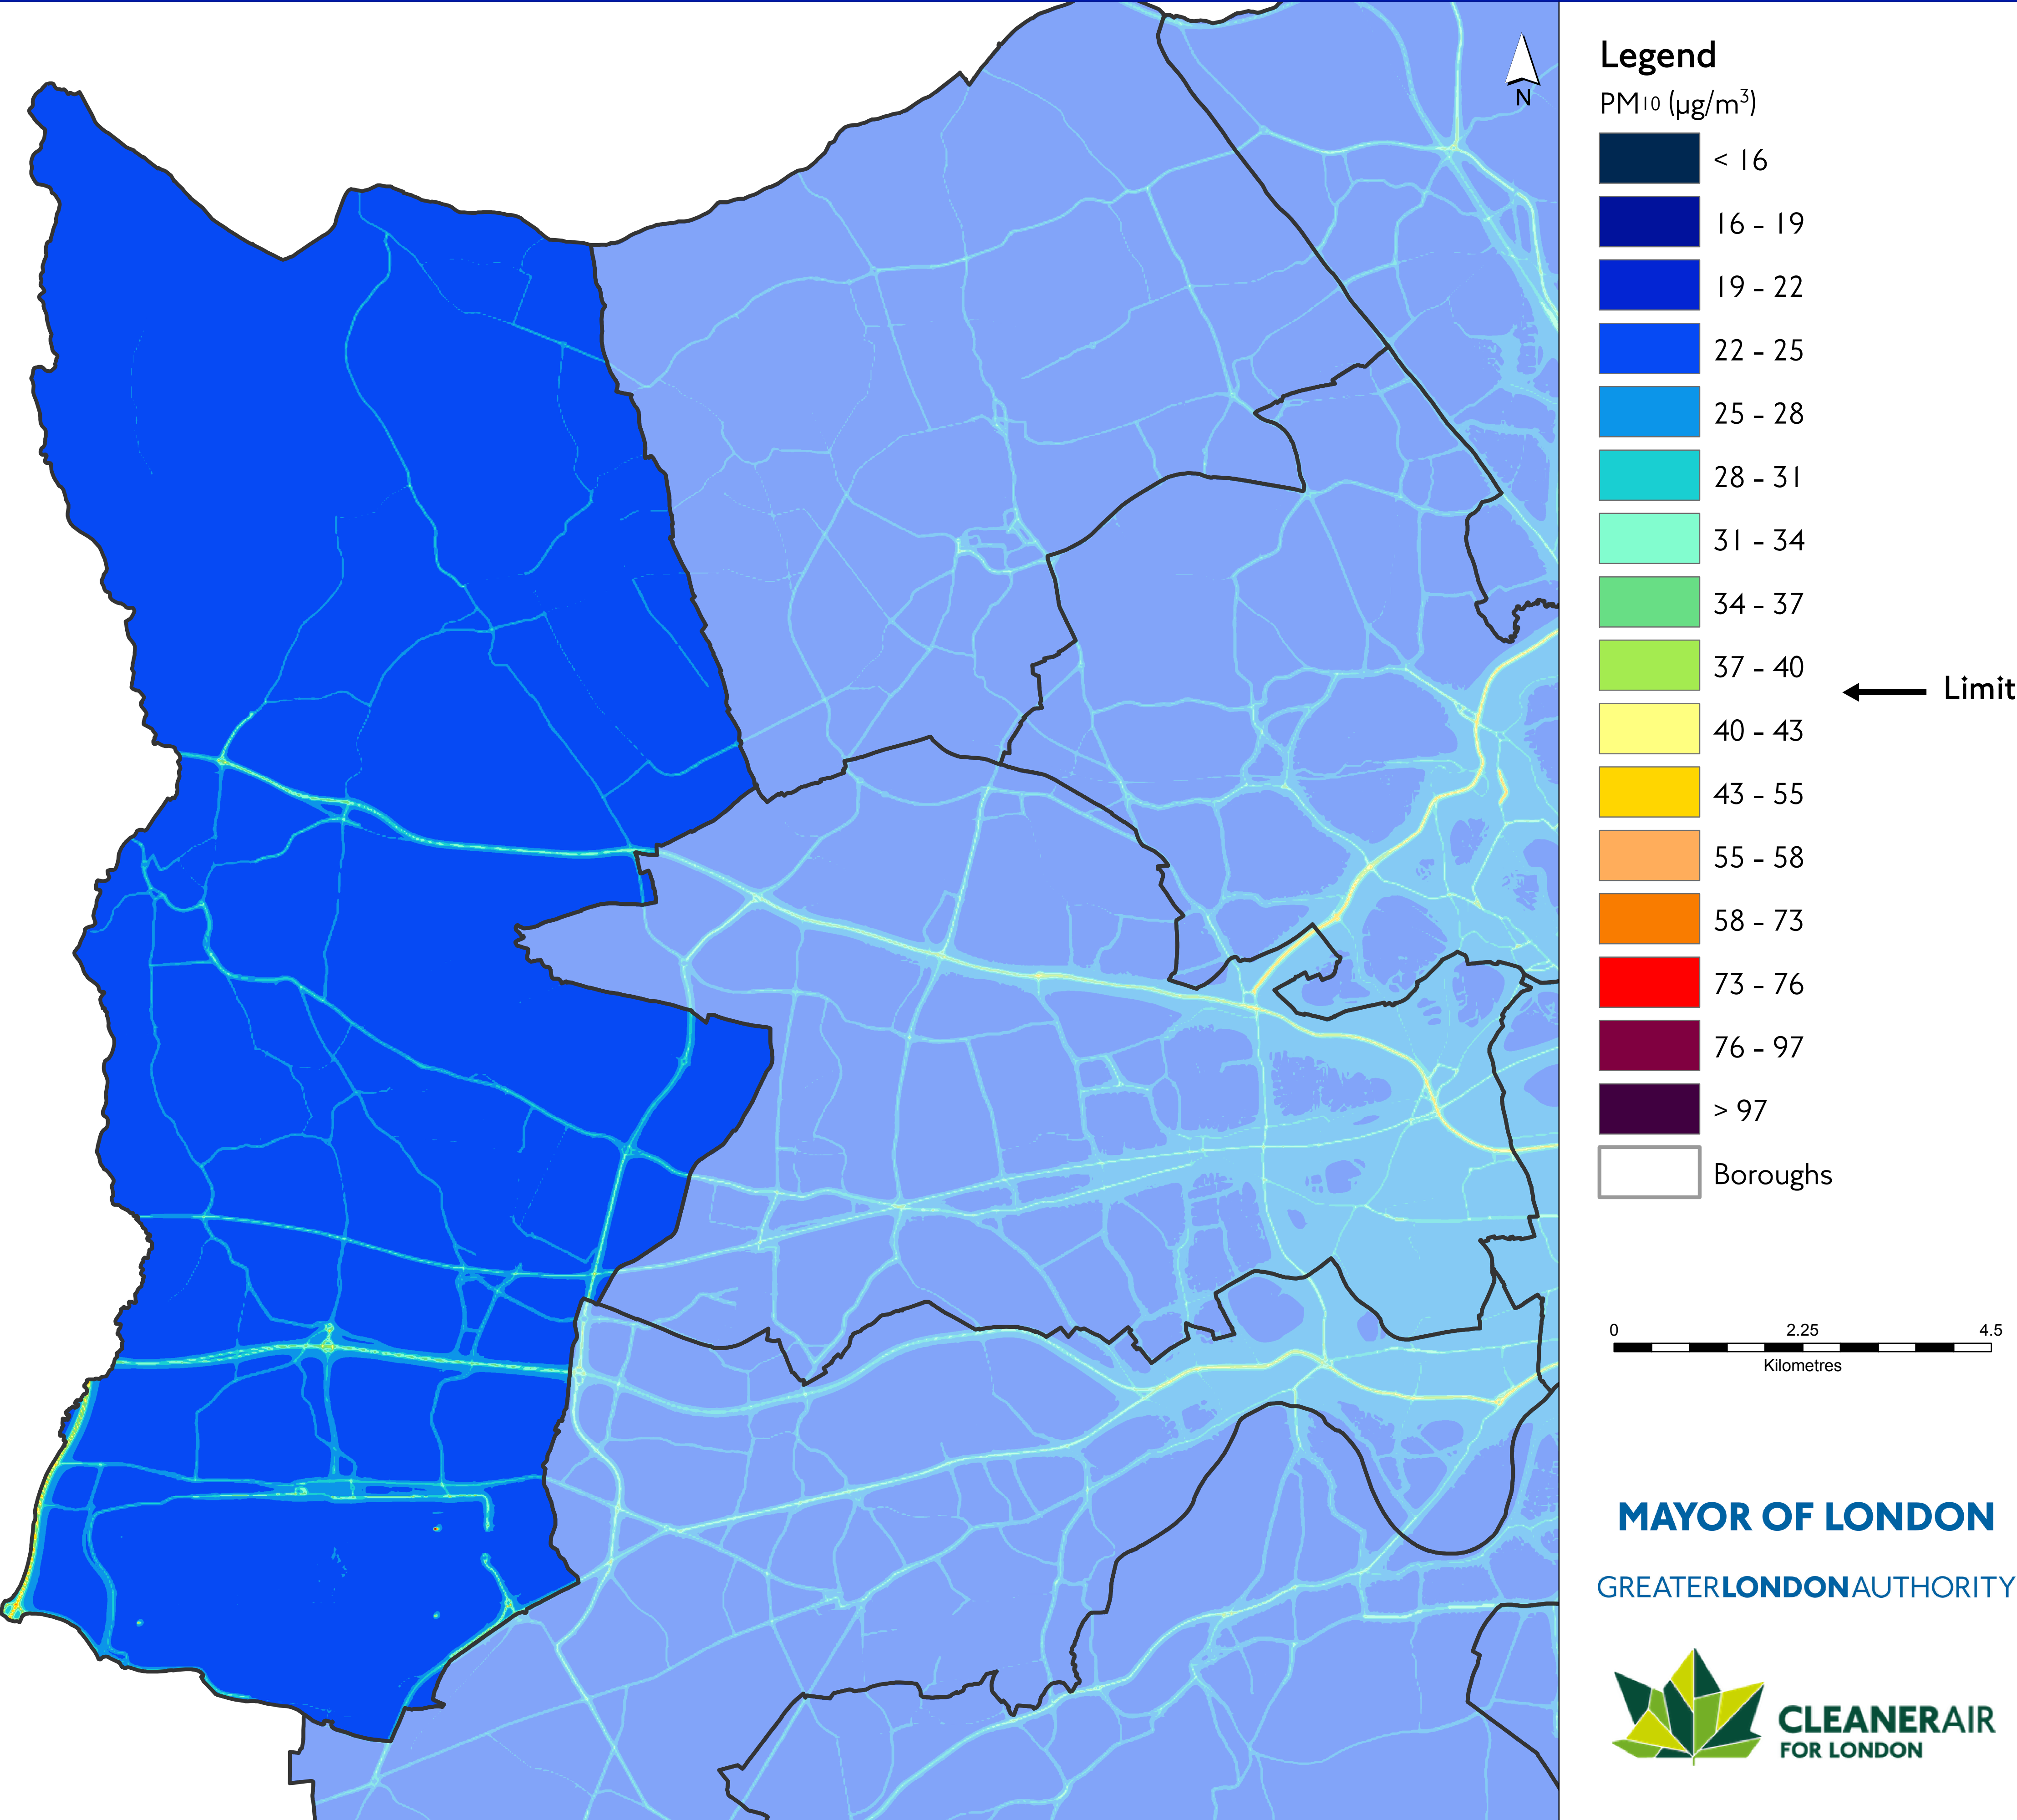 N
Legend
PM10 (µg/m³)
< 16
16 - 19
19 - 22
22 - 25
25 - 28
28 - 31
31 - 34
34 - 37
37 - 40
Limit
40 - 43
43 - 55
55 - 58
58 - 73
73 - 76
76 - 97
> 97
Boroughs
0 2.25 4.5
Kilometres
MAYOR OF LONDON
GREATERLONDONAUTHORITY
CLEANERAIR
FOR LONDON